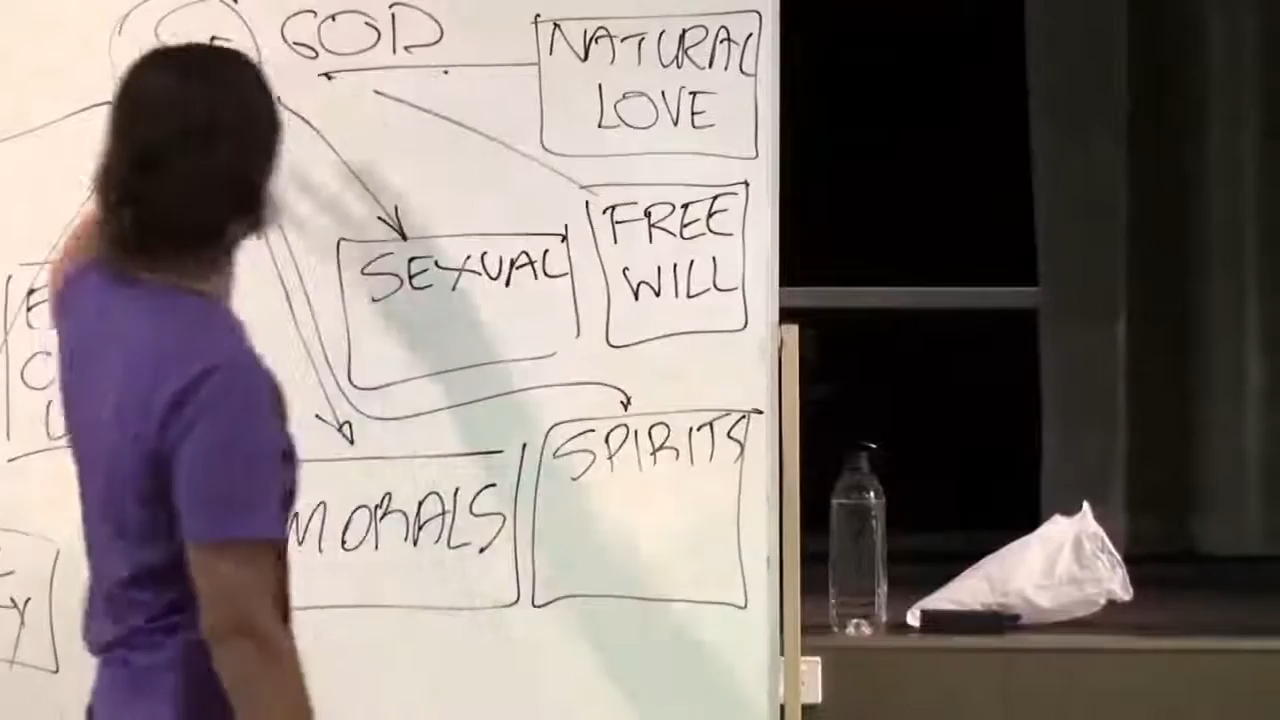 GOD
NATURAL
LOVE
FREE
WILL
SEXUAL
SPIRITS
MORALS